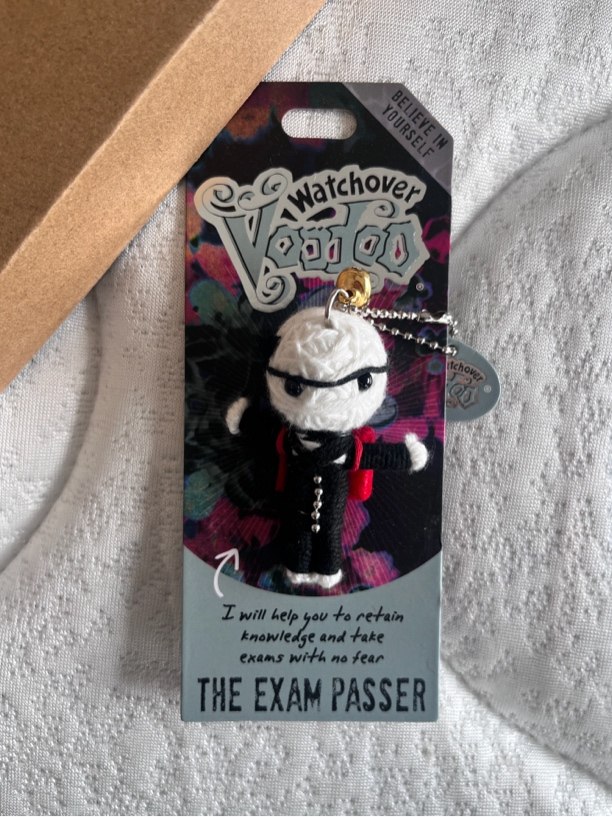 BELIEVE IN
YOURSELF
Watchover
Voodoo
®
I will help you to retain
knowledge and take
exams with no fear
THE EXAM PASSER